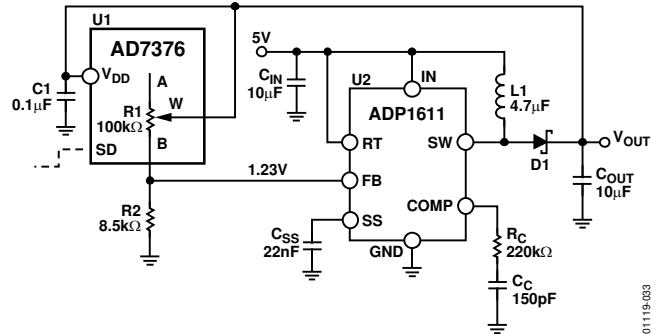 U1
AD7376
VDD
A
C1
0.1μF
R1
100kΩ
W
B
SD
R2
8.5kΩ
1.23V
5V
CIN
10μF
U2
IN
ADP1611
L1
4.7μF
RT
SW
D1
VOUT
FB
COMP
COUT
10μF
CSS
22nF
SS
GND
RC
220kΩ
CC
150pF
01119-033